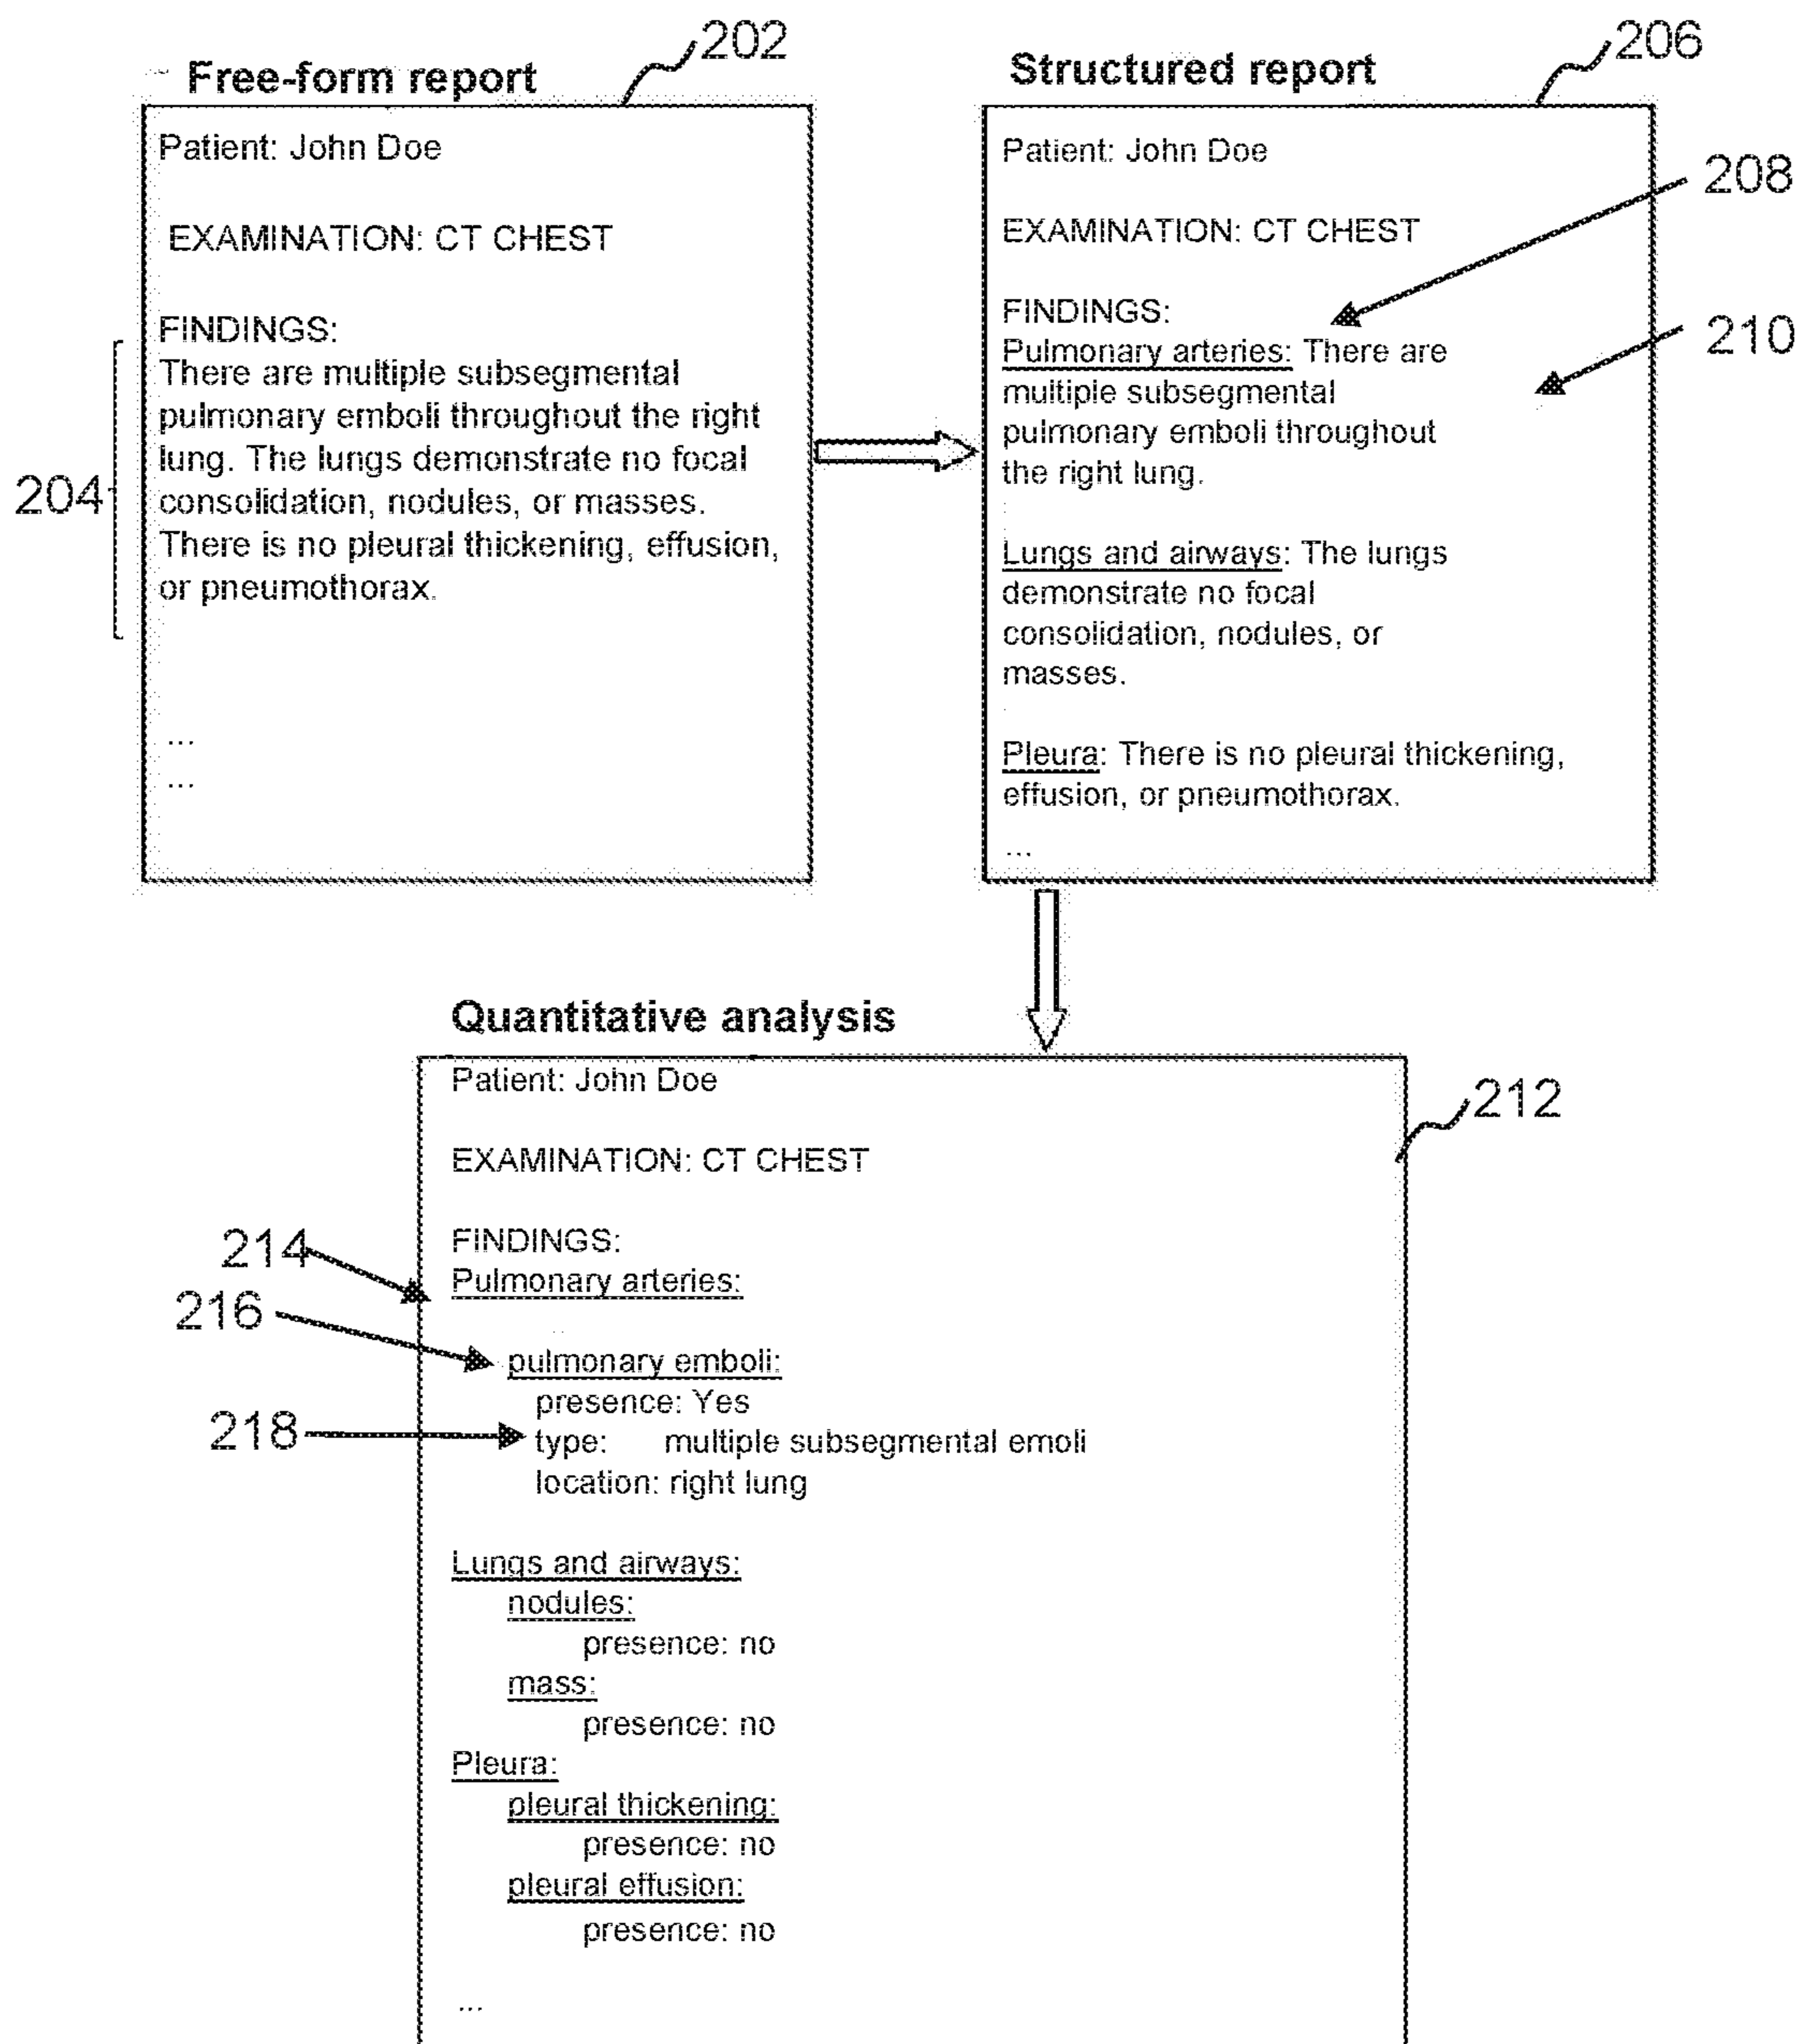 202
Free-form report
Patient: John Doe
EXAMINATION: CT CHEST
FINDINGS:
There are multiple subsegmental
pulmonary emboli throughout the right
lung. The lungs demonstrate no focal
consolidation, nodules, or masses.
There is no pleural thickening, effusion,
or pneumothorax.
...
...
204
206
Structured report
Patient: John Doe
EXAMINATION: CT CHEST
FINDINGS:
Pulmonary arteries: There are
multiple subsegmental
pulmonary emboli throughout
the right lung.
Lungs and airways: The lungs
demonstrate no focal
consolidation, nodules, or
masses.
Pleura: There is no pleural thickening,
effusion, or pneumothorax.
...
208
210
Quantitative analysis
212
Patient: John Doe
EXAMINATION: CT CHEST
FINDINGS:
214
Pulmonary arteries:
216
pulmonary emboli:
presence: Yes
218
type: multiple subsegmental emoli
location: right lung
Lungs and airways:
nodules:
presence: no
mass:
presence: no
Pleura:
pleural thickening:
presence: no
pleural effusion:
presence: no
...